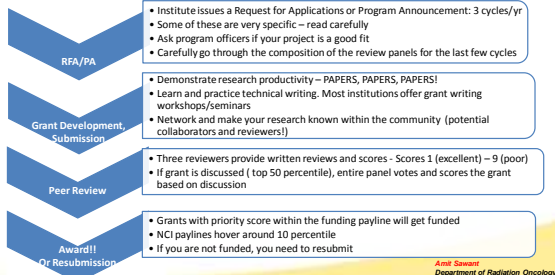 • Institute issues a Request for Applications or Program Announcement: 3 cycles/yr
• Some of these are very specific – read carefully
• Ask program officers if your project is a good fit
• Carefully go through the composition of the review panels for the last few cycles
RFA/PA
• Demonstrate research productivity – PAPERS, PAPERS, PAPERS!
• Learn and practice technical writing. Most institutions offer grant writing
workshops/seminars
• Network and make your research known within the community (potential
collaborators and reviewers!)
Grant Development,
Submission
• Three reviewers provide written reviews and scores - Scores 1 (excellent) – 9 (poor)
• If grant is discussed ( top 50 percentile), entire panel votes and scores the grant
based on discussion
Peer Review
• Grants with priority score within the funding payline will get funded
• NCI paylines hover around 10 percentile
• If you are not funded, you need to resubmit
Award!!
Or Resubmission
Amit Sawant
Department of Radiation Oncology